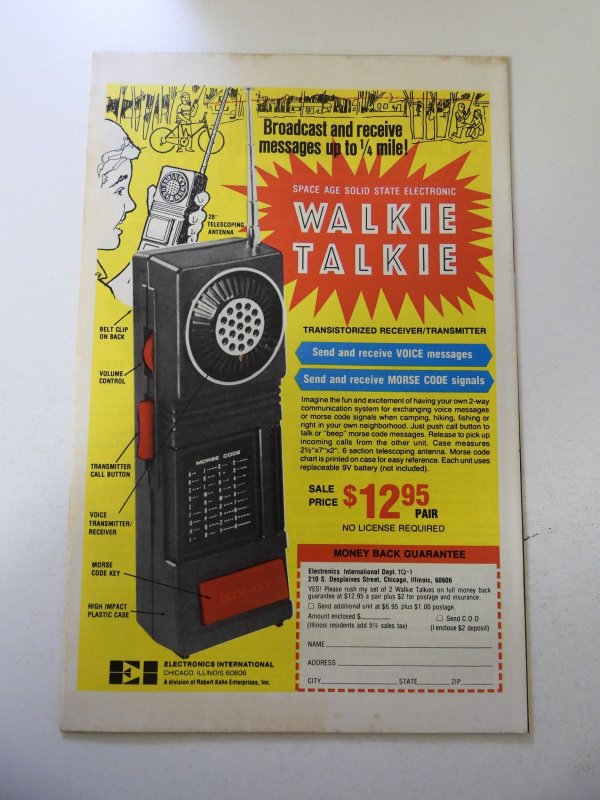 Broadcast and receive
messages up to 1/4 mile!
SPACE AGE SOLID STATE ELECTRONIC
WALKIE
TALKIE
28"
TELESCOPING
ANTENNA
BELT CLIP
ON BACK
VOLUME
CONTROL
TRANSMITTER
CALL BUTTON
VOICE
TRANSMITTER/
RECEIVER
MORSE
CODE KEY
HIGH IMPACT
PLASTIC CASE
MORSE CODE
CODE KEY
TRANSISTORIZED RECEIVER/TRANSMITTER
Send and receive VOICE messages
Send and receive MORSE CODE signals
Imagine the fun and excitement of having your own 2-way
communication system for exchanging voice messages
or morse code signals when camping, hiking, fishing or
right in your own neighborhood. Just push call button to
talk or "beep" morse code messages. Release to pick up
incoming calls from the other unit. Case measures
2½"x7"x2". 6 section telescoping antenna. Morse code
chart is printed on case for easy reference. Each unit uses
replaceable 9V battery (not included).
SALE
PRICE $1295
PAIR
NO LICENSE REQUIRED
MONEY BACK GUARANTEE
Electronics International Dept. TQ-1
210 S. Desplaines Street, Chicago, Illinois, 60606
YES! Please rush my set of 2 Walkie Talkies on full money back
guarantee at $12.95 a pair plus $2 for postage and insurance.
Send additional unit at $6.95 plus $1.00 postage
Amount enclosed $
Send C.O.D
(Illinois residents add 5% sales tax)
(I enclose $2 deposit)
NAME
ADDRESS
CITY STATE ZIP
EI ELECTRONICS INTERNATIONAL
CHICAGO, ILLINOIS 60606
A division of Robert Kahn Enterprises, Inc.